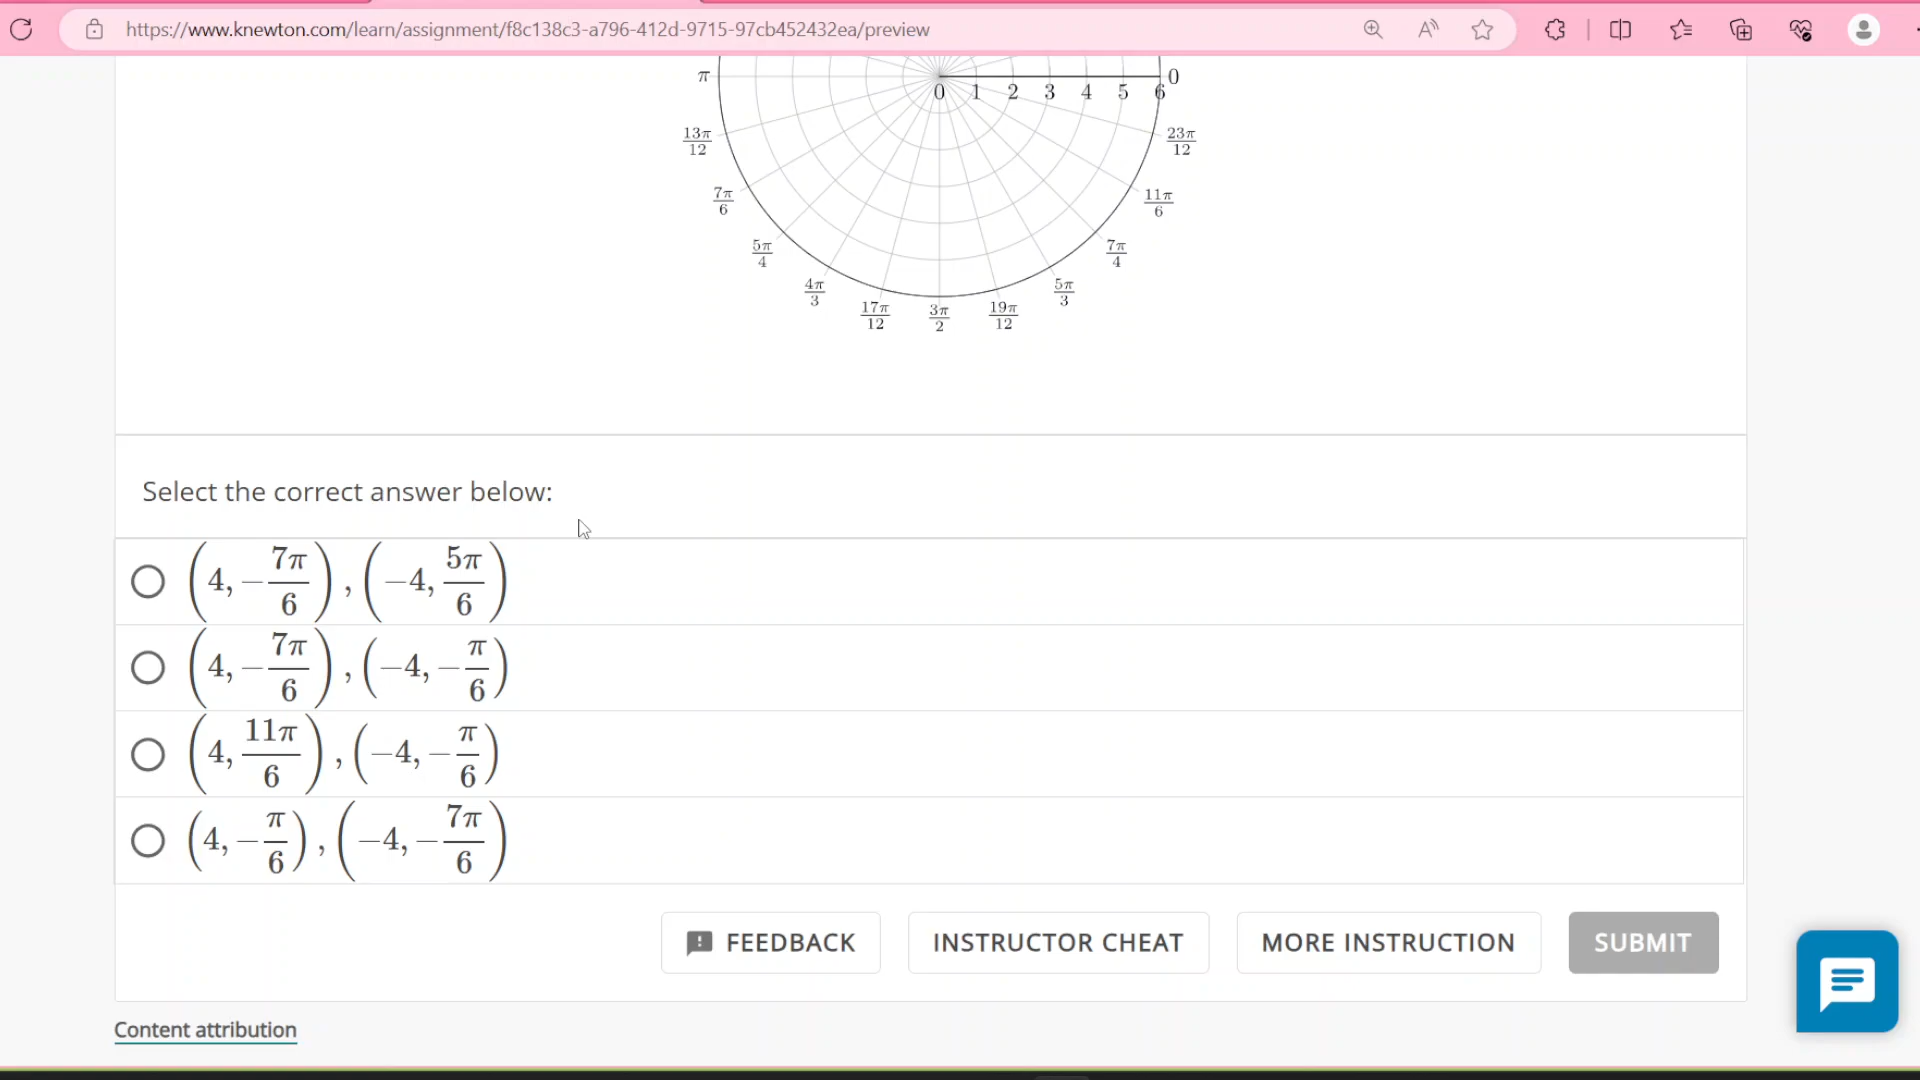 https://www.knewton.com/learn/assignment/f8c138c3-a796-412d-9715-97cb452432ea/preview
π 0
0 1 2 3 4 5 6
13π/12 23π/12
7π/6 11π/6
5π/4 7π/4
4π/3 5π/3
17π/12 3π/2 19π/12
Select the correct answer below:
(4, −7π/6), (−4, 5π/6)
(4, −7π/6), (−4, −π/6)
(4, 11π/6), (−4, −π/6)
(4, −π/6), (−4, −7π/6)
FEEDBACK INSTRUCTOR CHEAT MORE INSTRUCTION SUBMIT
Content attribution